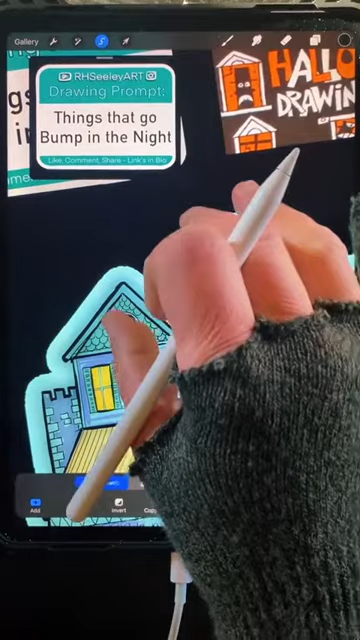 Gallery
RHSeeleyART
Drawing Prompt:
Things that go
Bump in the Night
Like, Comment, Share - Link's in Bio
HALLO
DRAWIN
Add
Invert